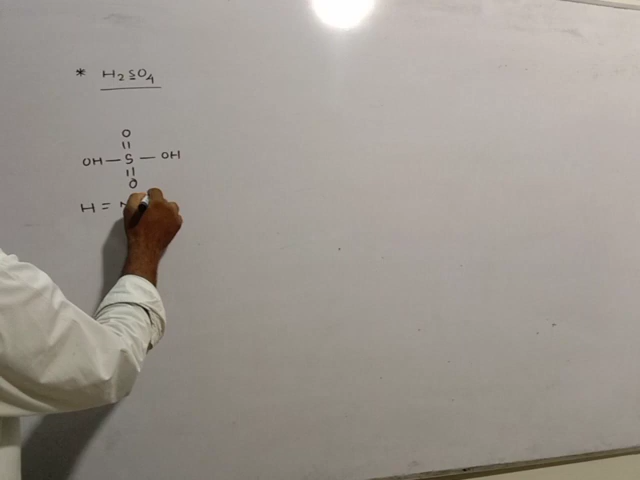 * H2SO4
O
OH — S — OH
O
H =